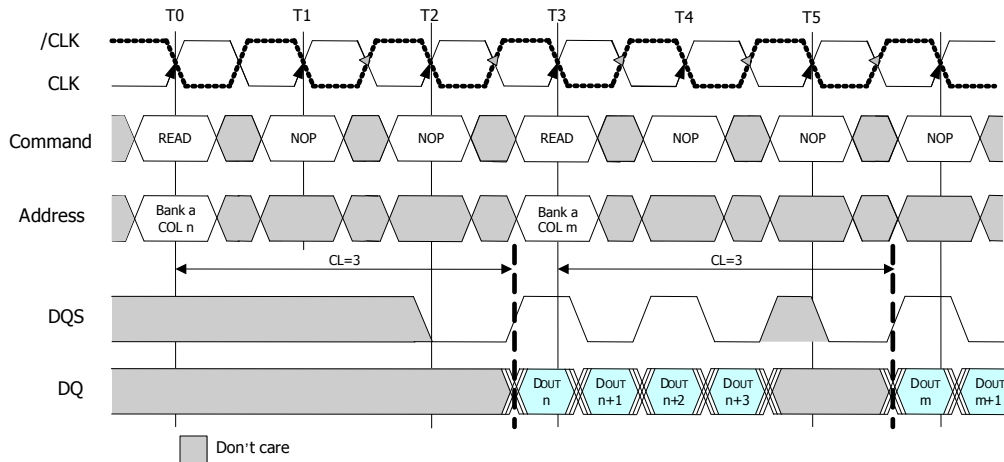 T0 T1 T2 T3 T4 T5
/CLK
CLK
Command READ NOP NOP READ NOP NOP NOP
Address Bank a COL n Bank a COL m
CL=3 CL=3
DQS
DQ DOUT n DOUT n+1 DOUT n+2 DOUT n+3 DOUT m DOUT m+1
Don't care